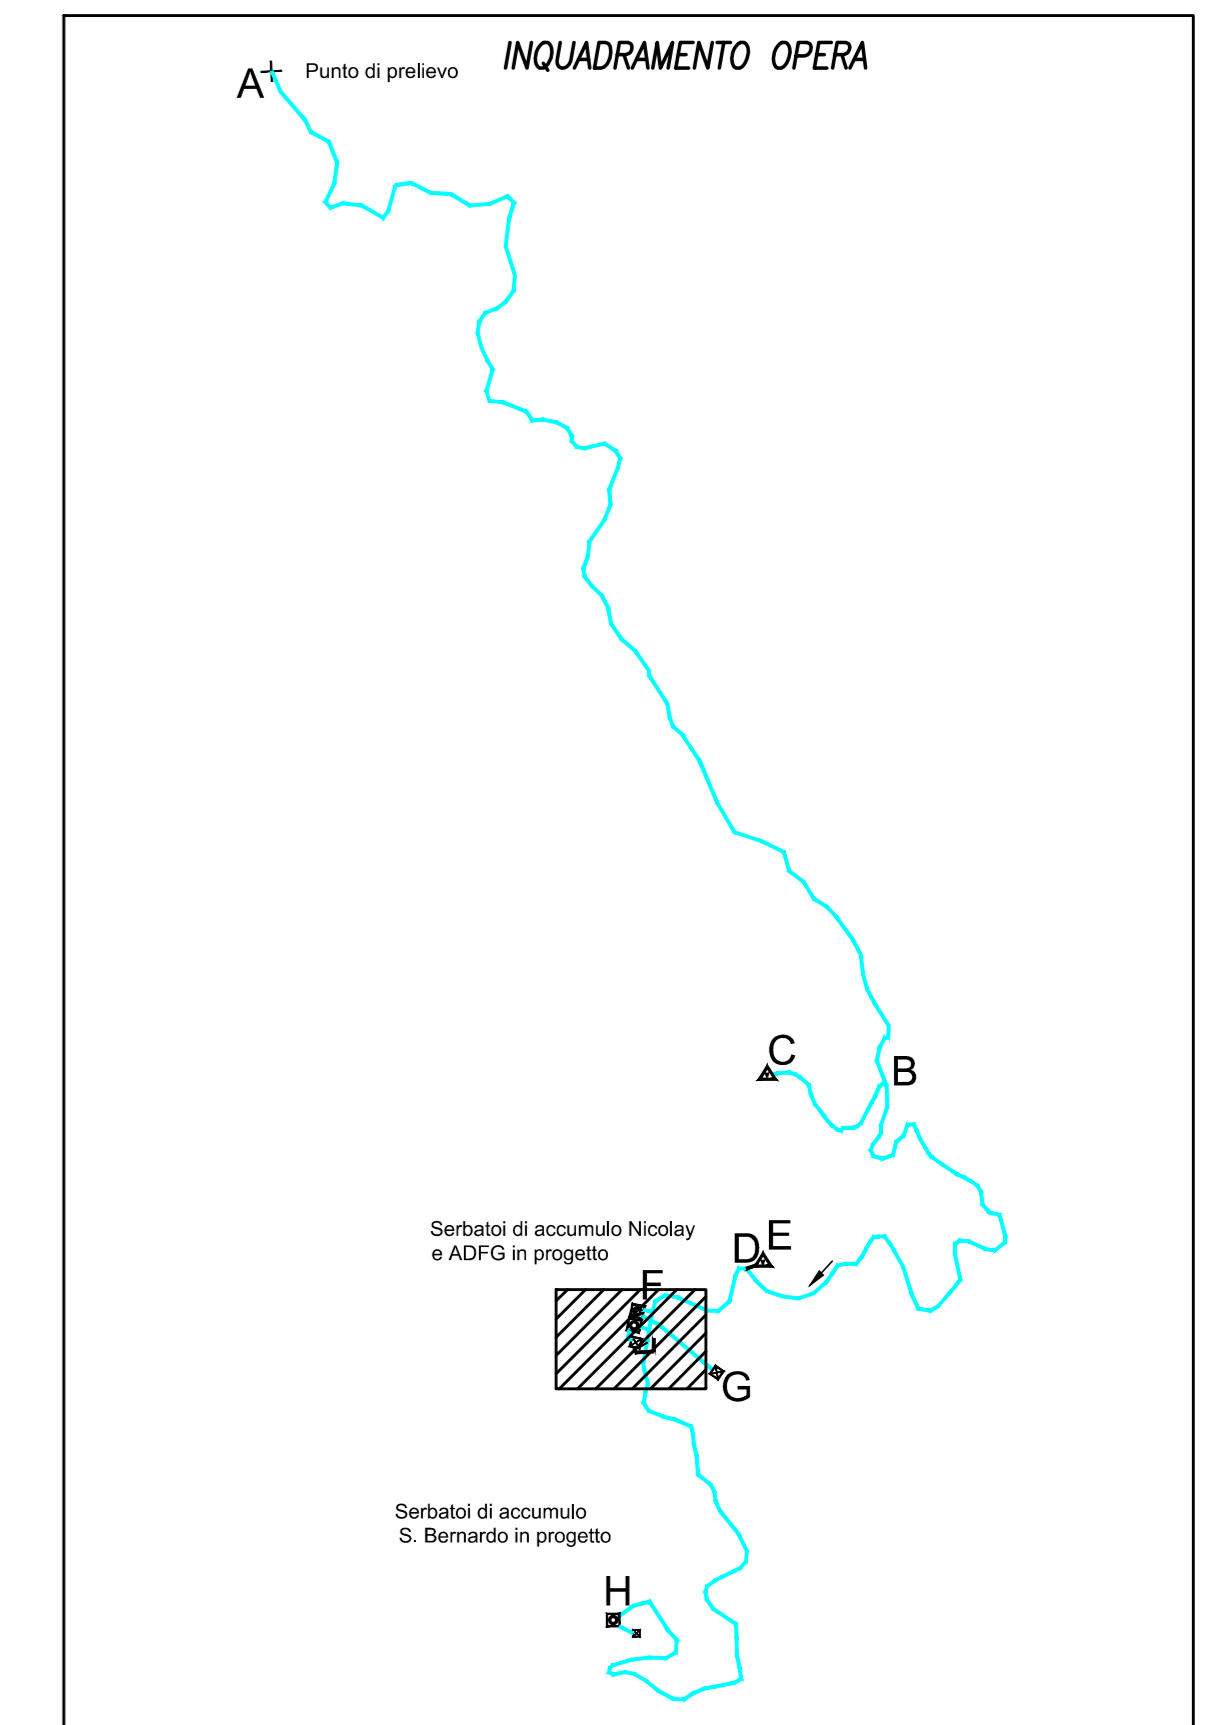 INQUADRAMENTO OPERA
A
Punto di prelievo
C
B
Serbatoi di accumulo Nicolay
e ADFG in progetto
D
E
F
G
Serbatoi di accumulo
S. Bernardo in progetto
H